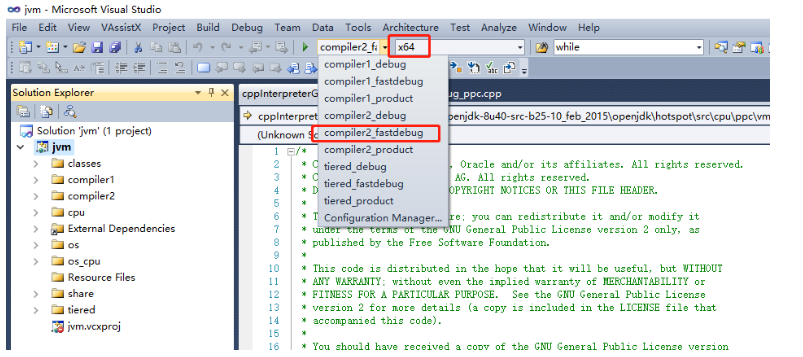 jvm - Microsoft Visual Studio
File Edit View VAssistX Project Build Debug Team Data Tools Architecture Test Analyze Window Help
compiler2_fa x64 while
compiler1_debug
compiler1_fastdebug
compiler1_product
compiler2_debug
compiler2_fastdebug
compiler2_product
tiered_debug
tiered_fastdebug
tiered_product
Configuration Manager...
Solution Explorer
Solution 'jvm' (1 project)
jvm
classes
compiler1
compiler2
cpu
External Dependencies
os
os_cpu
Resource Files
share
tiered
jvm.vcxproj
cppInterpreterG ug_ppc.cpp
cppInterpre penjdk-8u40-src-b25-10_feb_2015\openjdk\hotspot\src\cpu\ppc\vm
(Unknown Sc
1 /*
2 * C , Oracle and/or its affiliates. All rights reserved.
3 * C AG. All rights reserved.
4 * D OPYRIGHT NOTICES OR THIS FILE HEADER.
5 *
6 * T re; you can redistribute it and/or modify it
7 * under the terms of the GNU General Public License version 2 only, as
8 * published by the Free Software Foundation.
9 *
10 * This code is distributed in the hope that it will be useful, but WITHOUT
11 * ANY WARRANTY; without even the implied warranty of MERCHANTABILITY or
12 * FITNESS FOR A PARTICULAR PURPOSE. See the GNU General Public License
13 * version 2 for more details (a copy is included in the LICENSE file that
14 * accompanied this code).
15 *
16 * You should have received a copy of the GNU General Public License version